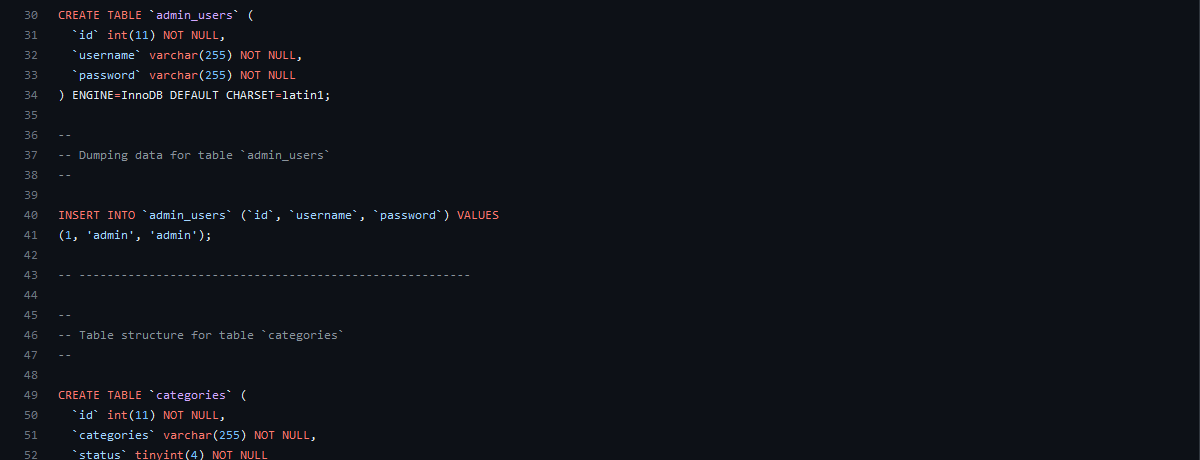 30 CREATE TABLE `admin_users` (
31   `id` int(11) NOT NULL,
32   `username` varchar(255) NOT NULL,
33   `password` varchar(255) NOT NULL
34 ) ENGINE=InnoDB DEFAULT CHARSET=latin1;
35
36 --
37 -- Dumping data for table `admin_users`
38 --
39
40 INSERT INTO `admin_users` (`id`, `username`, `password`) VALUES
41 (1, 'admin', 'admin');
42
43 -- --------------------------------------------------------
44
45 --
46 -- Table structure for table `categories`
47 --
48
49 CREATE TABLE `categories` (
50   `id` int(11) NOT NULL,
51   `categories` varchar(255) NOT NULL,
52   `status` tinyint(4) NOT NULL